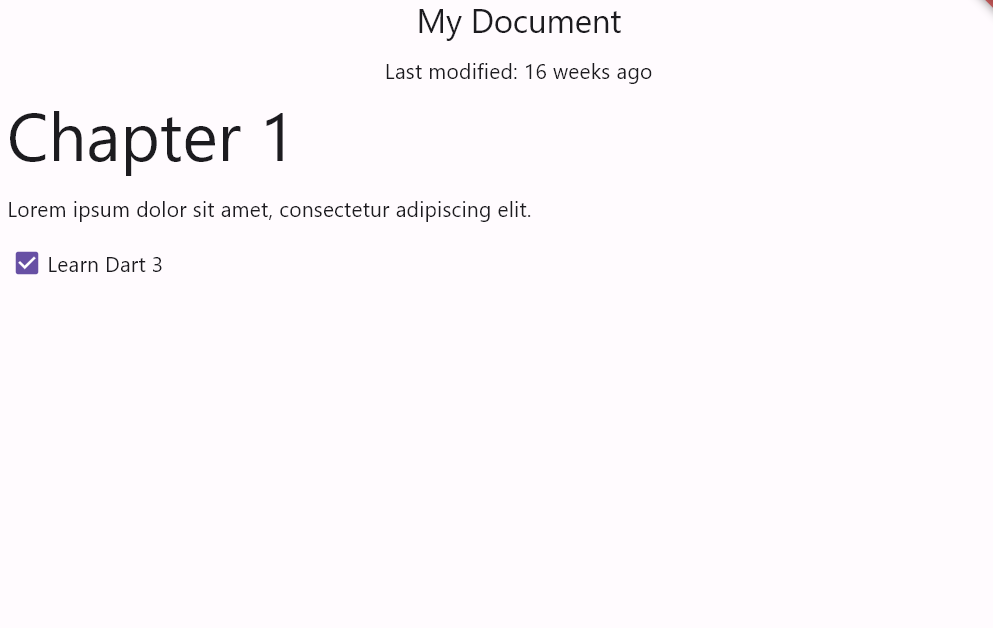 My Document
Last modified: 16 weeks ago
Chapter 1
Lorem ipsum dolor sit amet, consectetur adipiscing elit.
Learn Dart 3